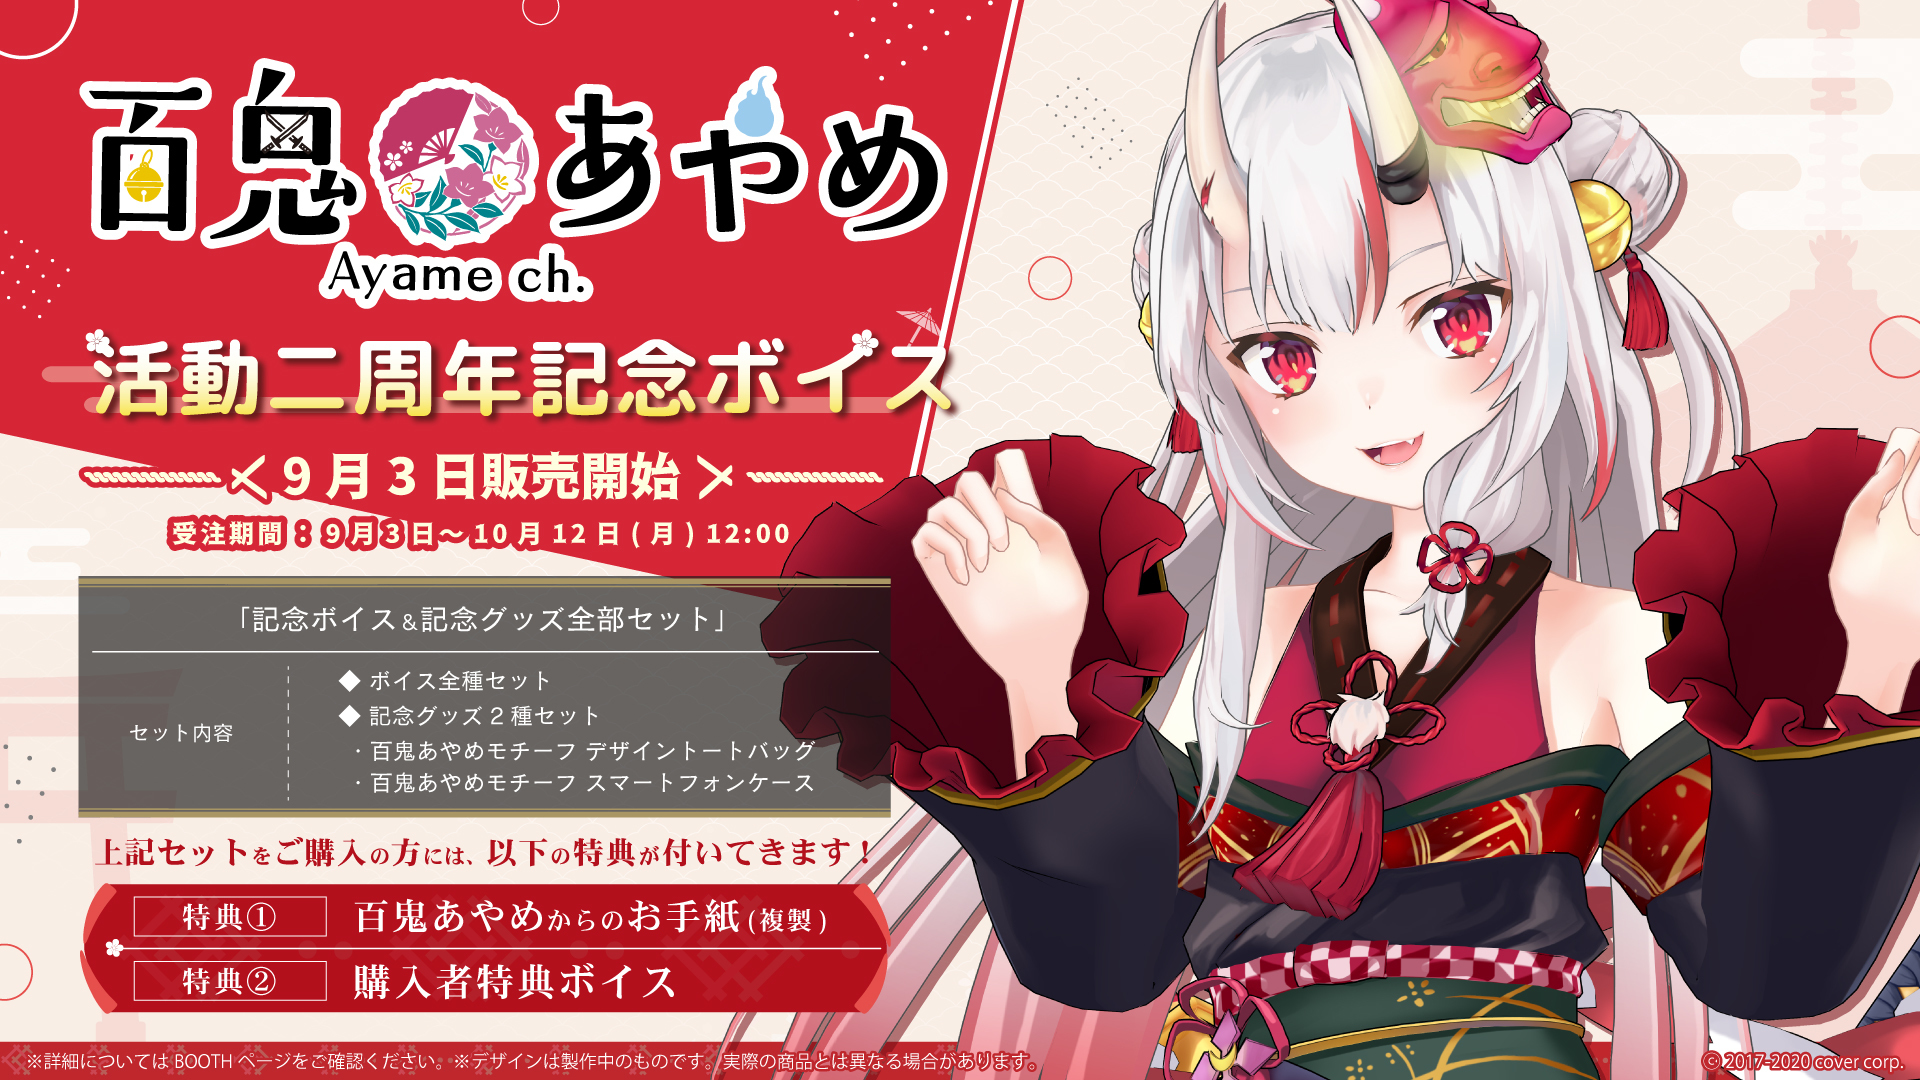 百鬼あやめ
Ayame ch.
活動二周年記念ボイス
9月3日販売開始
受注期間：9月3日～10月12日(月)12:00
「記念ボイス＆記念グッズ全部セット」
セット内容
◆ ボイス全種セット
◆ 記念グッズ2種セット
・百鬼あやめモチーフ デザイントートバッグ
・百鬼あやめモチーフ スマートフォンケース
上記セットをご購入の方には、以下の特典が付いてきます！
特典① 百鬼あやめからのお手紙(複製)
特典② 購入者特典ボイス
※詳細については BOOTH ページをご確認ください。※デザインは製作中のものです。実際の商品とは異なる場合があります。
© 2017-2020 cover corp.